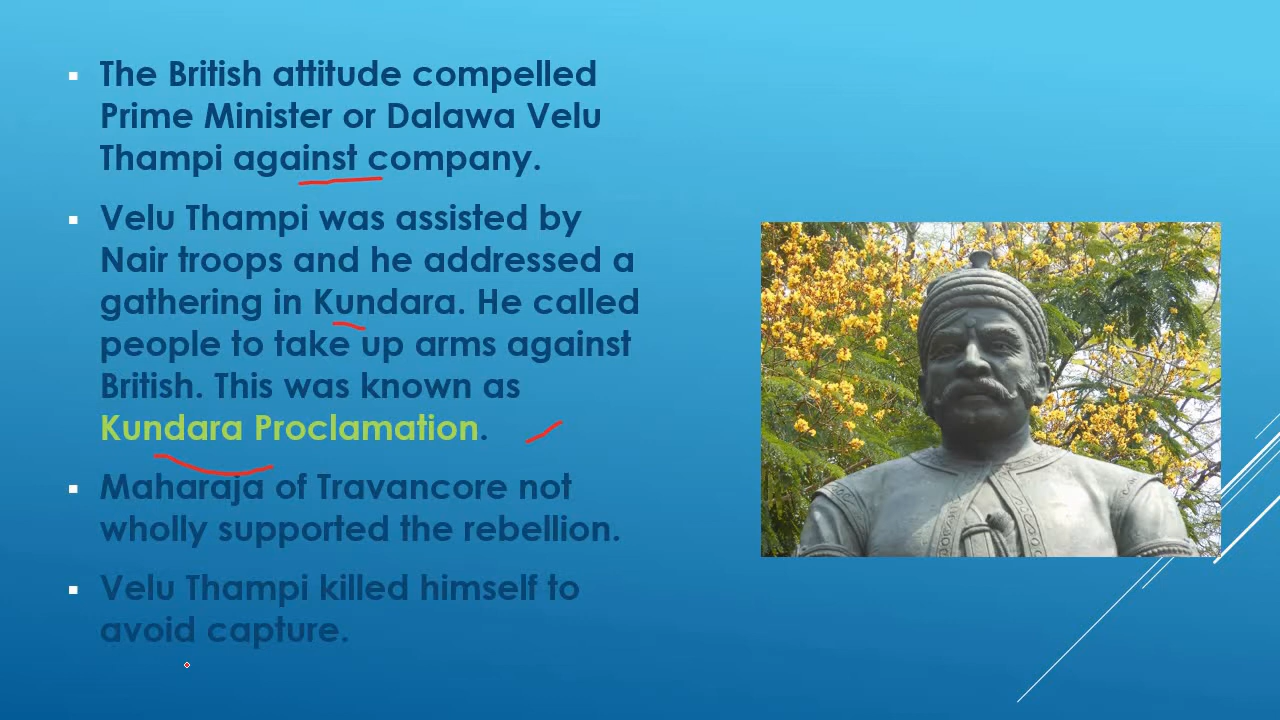 The British attitude compelled
Prime Minister or Dalawa Velu
Thampi against company.
Velu Thampi was assisted by
Nair troops and he addressed a
gathering in Kundara. He called
people to take up arms against
British. This was known as
Kundara Proclamation.
Maharaja of Travancore not
wholly supported the rebellion.
Velu Thampi killed himself to
avoid capture.